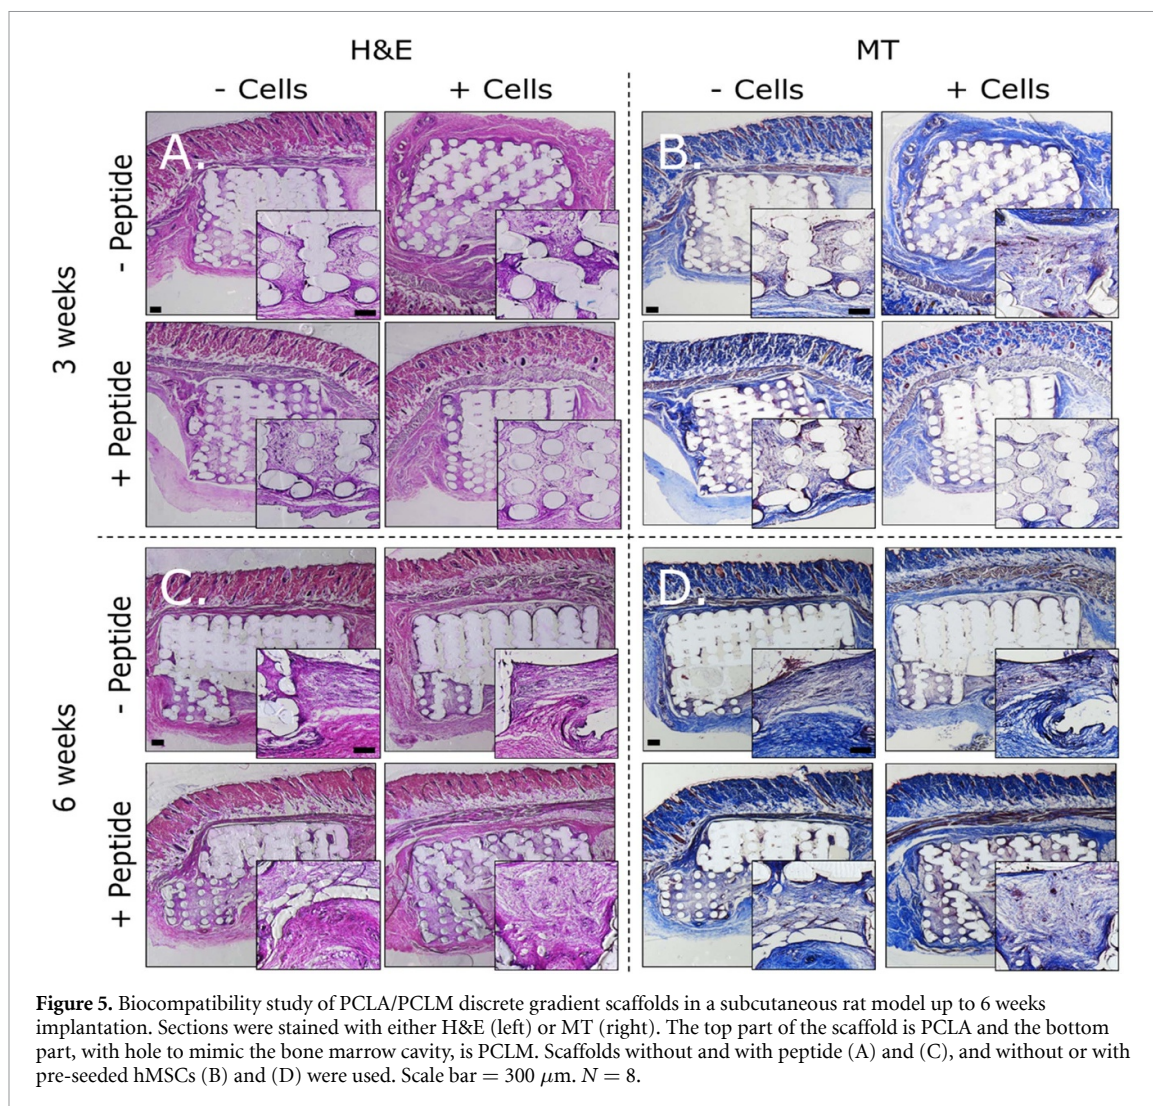 H&E
MT
- Cells
+ Cells
- Cells
+ Cells
3 weeks
- Peptide
A.
B.
+ Peptide
6 weeks
- Peptide
C.
D.
+ Peptide
Figure 5. Biocompatibility study of PCLA/PCLM discrete gradient scaffolds in a subcutaneous rat model up to 6 weeks
implantation. Sections were stained with either H&E (left) or MT (right). The top part of the scaffold is PCLA and the bottom
part, with hole to mimic the bone marrow cavity, is PCLM. Scaffolds without and with peptide (A) and (C), and without or with
pre-seeded hMSCs (B) and (D) were used. Scale bar = 300 μm. N = 8.